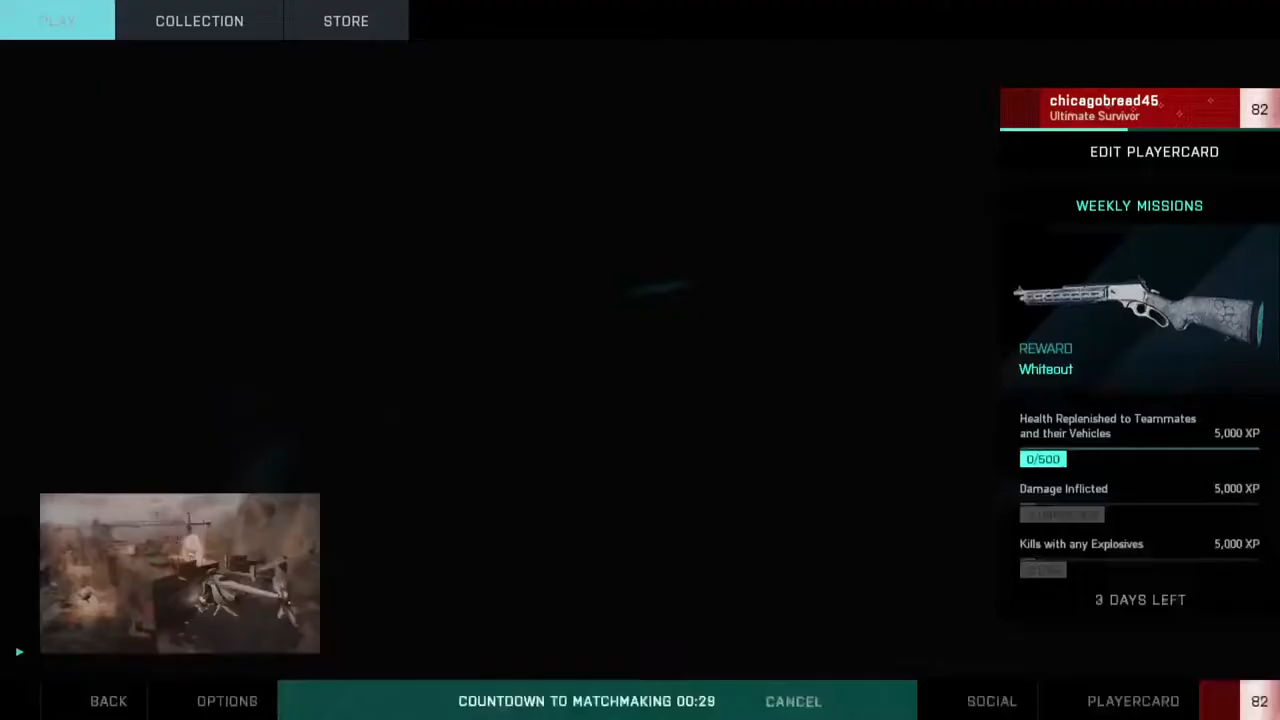 PLAY
COLLECTION
STORE
chicagobread45
Ultimate Survivor
82
EDIT PLAYERCARD
WEEKLY MISSIONS
REWARD
Whiteout
Health Replenished to Teammates
and their Vehicles
5,000 XP
0/500
Damage Inflicted
5,000 XP
Kills with any Explosives
5,000 XP
3 DAYS LEFT
BACK
OPTIONS
COUNTDOWN TO MATCHMAKING 00:29
CANCEL
SOCIAL
PLAYERCARD
82